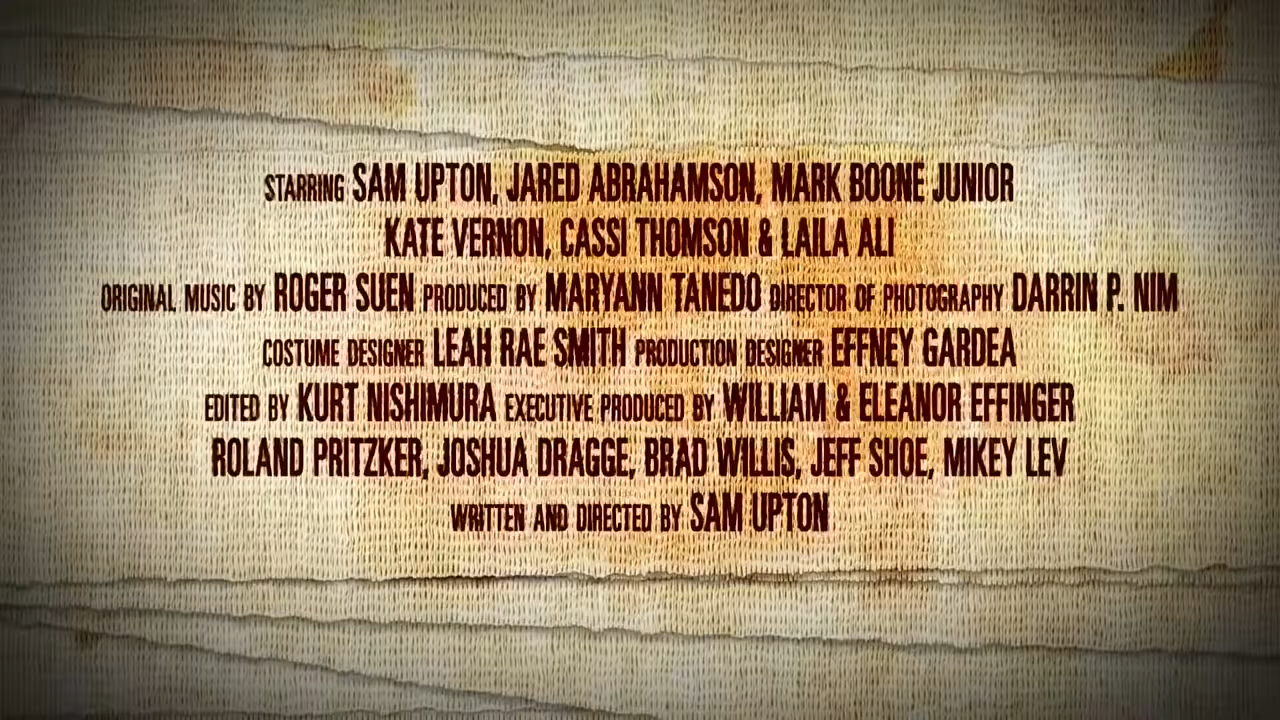 STARRING SAM UPTON, JARED ABRAHAMSON, MARK BOONE JUNIOR
KATE VERNON, CASSI THOMSON & LAILA ALI
ORIGINAL MUSIC BY ROGER SUEN PRODUCED BY MARYANN TANEDO DIRECTOR OF PHOTOGRAPHY DARRIN P. NIM
COSTUME DESIGNER LEAH RAE SMITH PRODUCTION DESIGNER EFFNEY GARDEA
EDITED BY KURT NISHIMURA EXECUTIVE PRODUCED BY WILLIAM & ELEANOR EFFINGER
ROLAND PRITZKER, JOSHUA DRAGGE, BRAD WILLIS, JEFF SHOE, MIKEY LEV
WRITTEN AND DIRECTED BY SAM UPTON